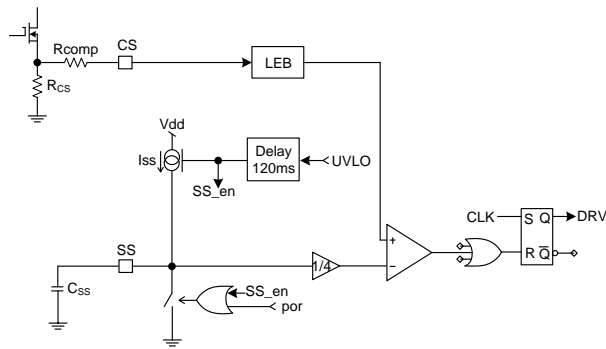 Rcomp
CS
LEB
RCS
Vdd
Iss
Delay
120ms
UVLO
SS_en
CLK
S Q
DRV
+
SS
1/4
−
R Q̅
CSS
SS_en
por